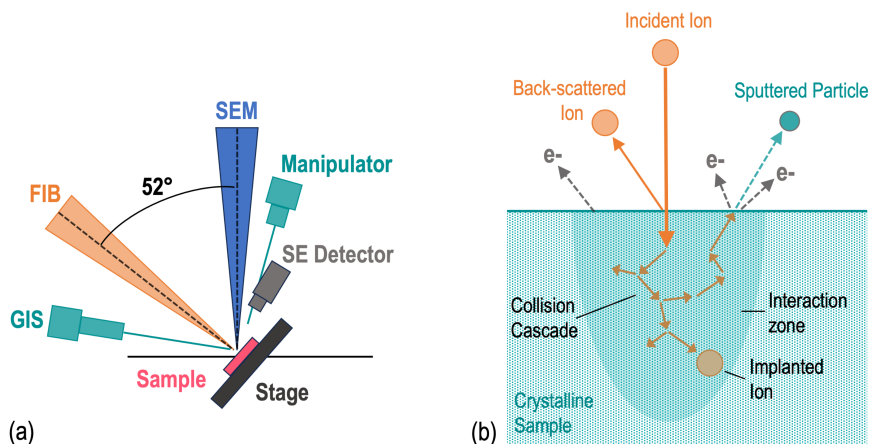 SEM
Manipulator
52°
FIB
SE Detector
GIS
Sample
Stage
(a)
Incident Ion
Back-scattered
Ion
Sputtered Particle
e-
e-
e-
Collision
Cascade
Interaction
zone
Implanted
Ion
Crystalline
Sample
(b)